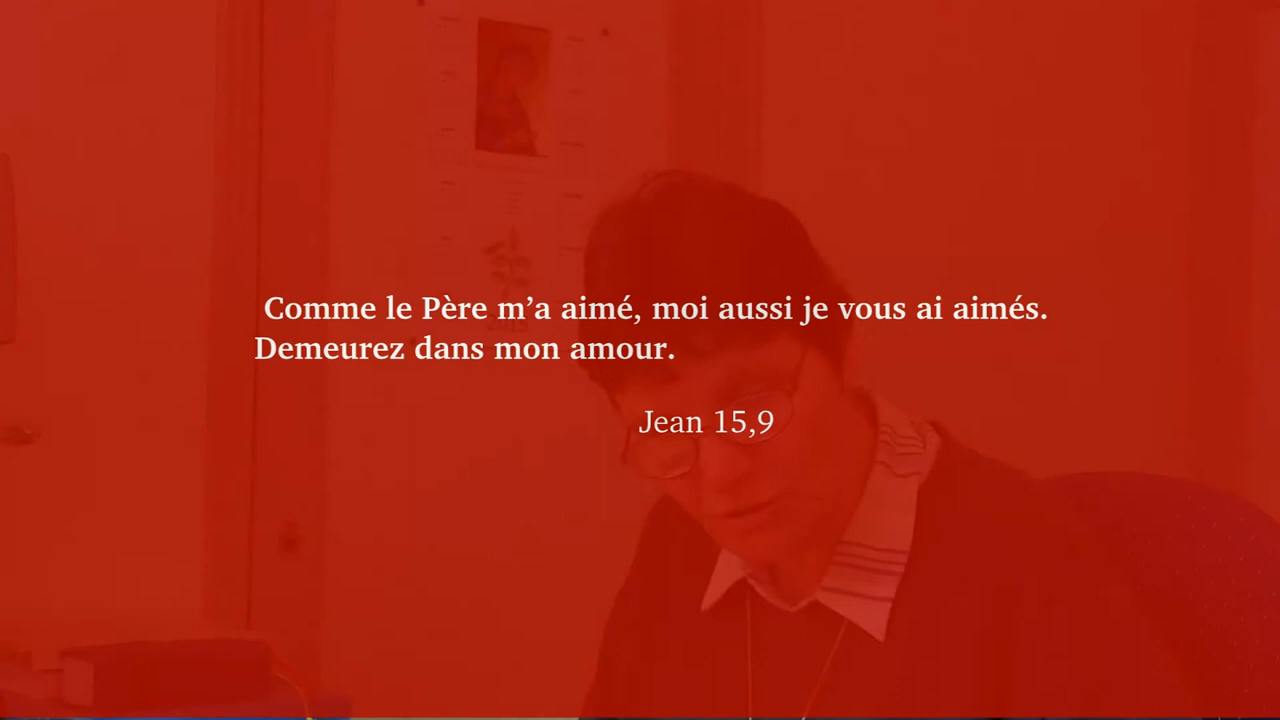 Comme le Père m’a aimé, moi aussi je vous ai aimés.
Demeurez dans mon amour.
Jean 15,9